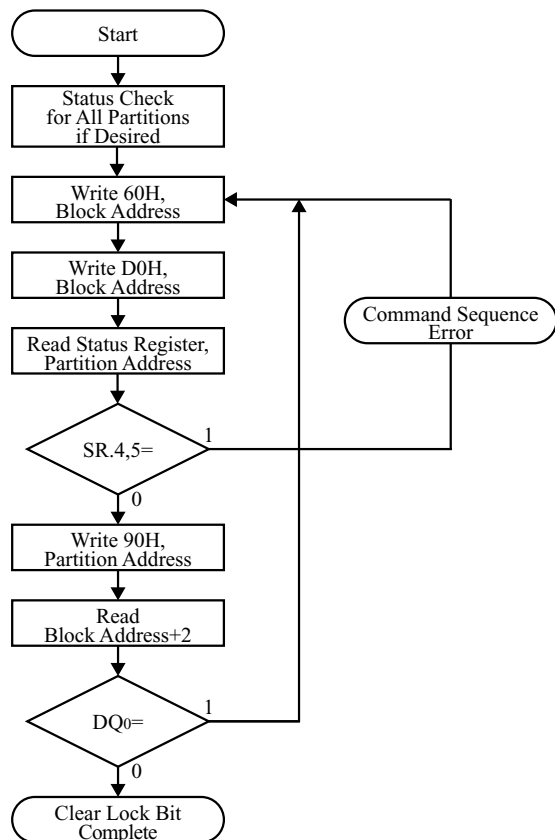 Start
Status Check
for All Partitions
if Desired
Write 60H,
Block Address
Write D0H,
Block Address
Command Sequence
Error
Read Status Register,
Partition Address
SR.4,5=
1
0
Write 90H,
Partition Address
Read
Block Address+2
DQ0=
1
0
Clear Lock Bit
Complete